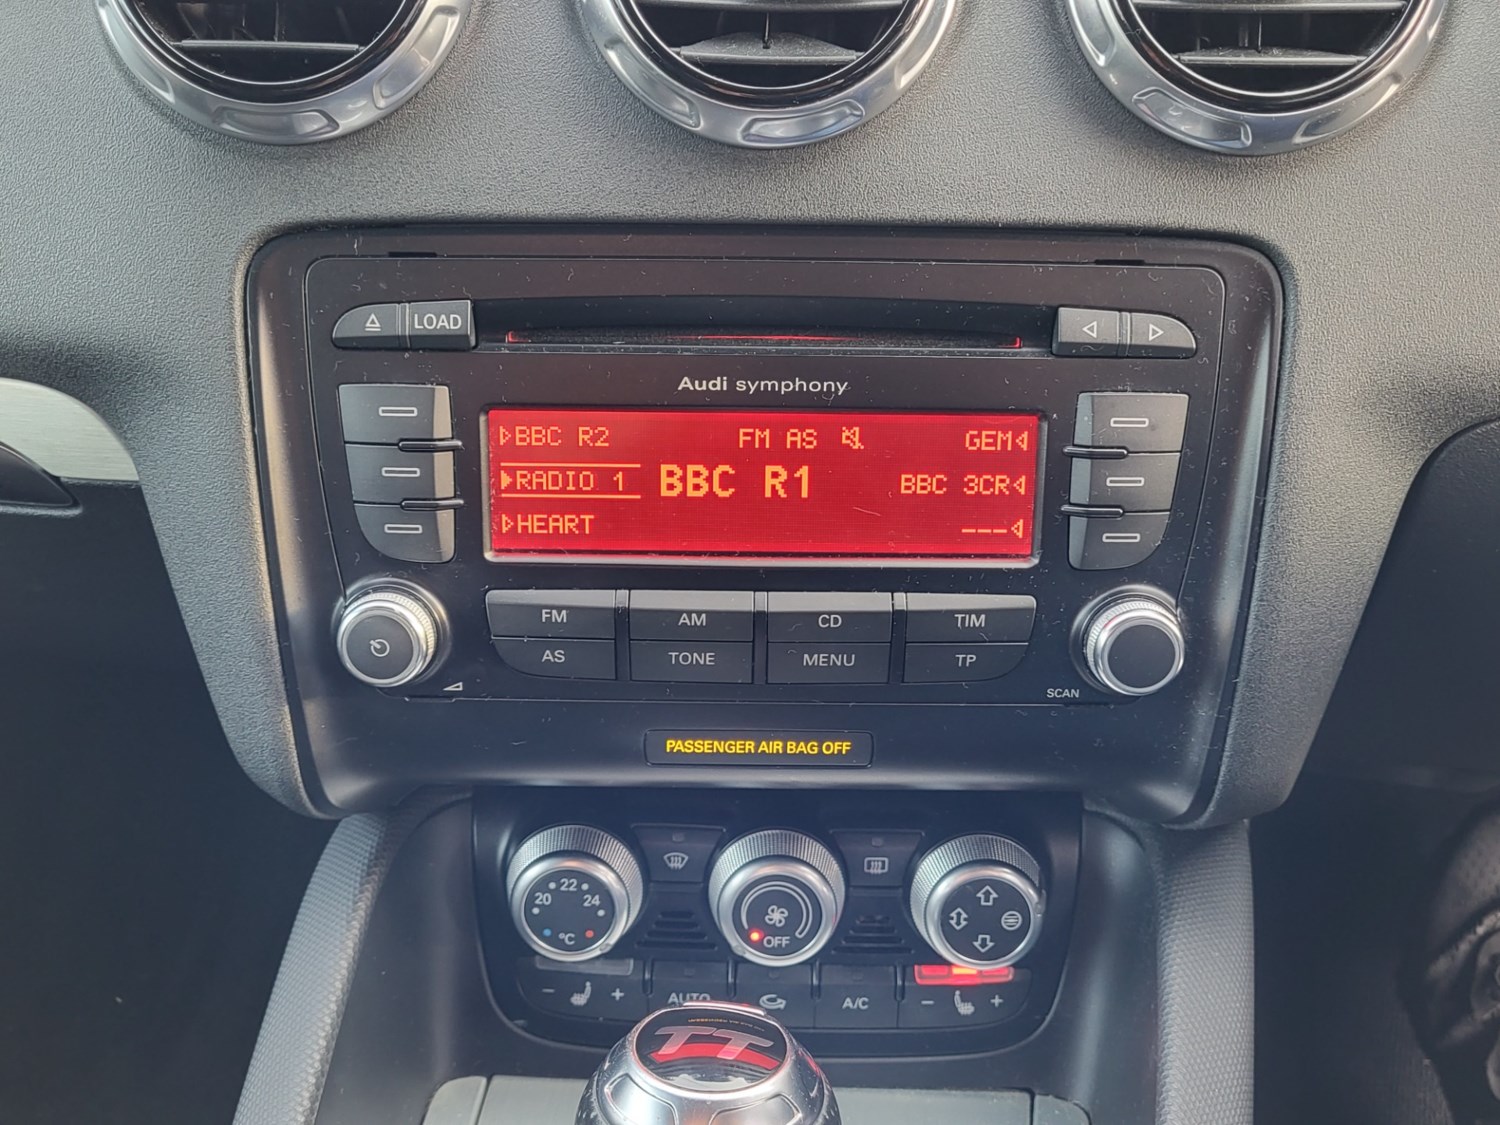 LOAD
Audi symphony
BBC R2 FM AS GEM
RADIO 1 BBC R1 BBC 3CR
HEART ---
FM AM CD TIM
AS TONE MENU TP
SCAN
PASSENGER AIR BAG OFF
20 22 24
°C
OFF
- + AUTO A/C - +
TT